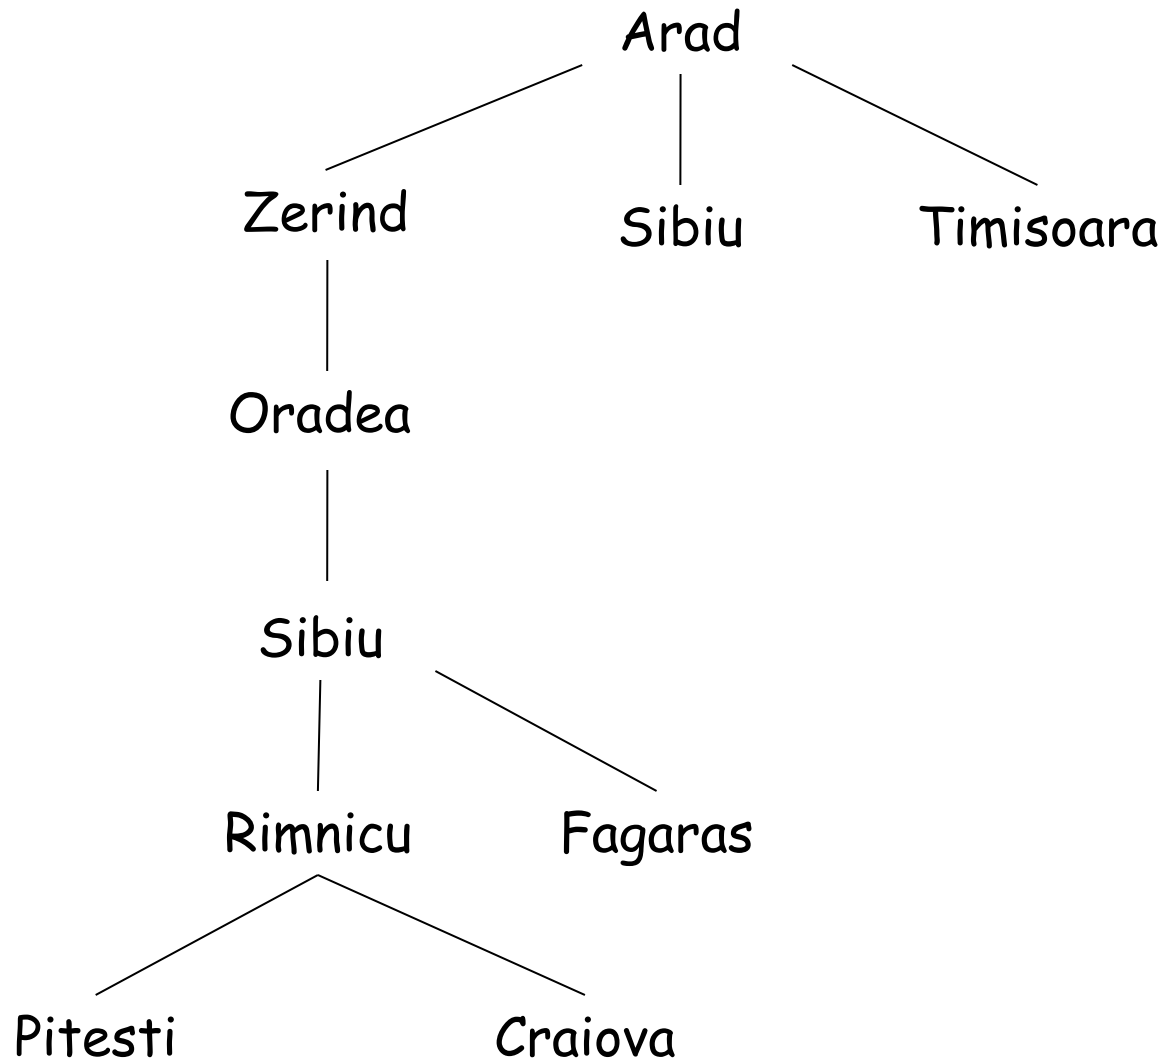 Arad
Zerind Sibiu Timisoara
Oradea
Sibiu
Rimnicu Fagaras
Pitesti Craiova